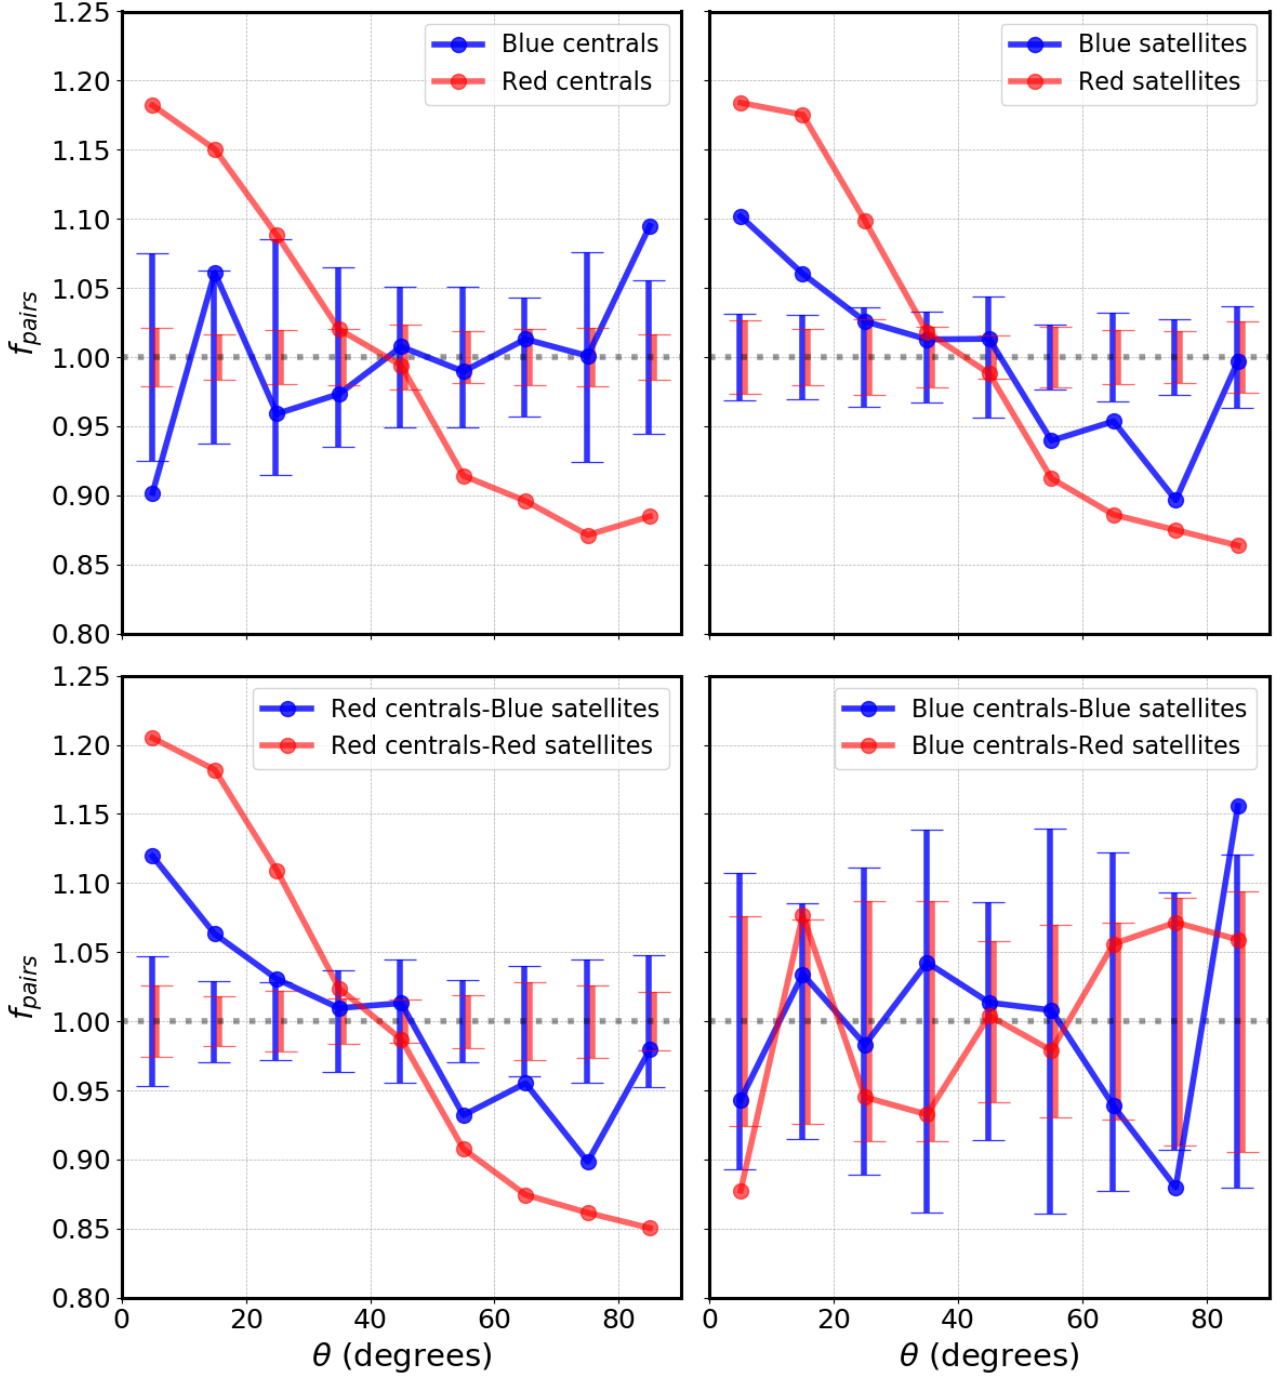 1.25
1.20
1.15
1.10
1.05
1.00
0.95
0.90
0.85
0.80
f_pairs
Blue centrals
Red centrals
Blue satellites
Red satellites
1.25
1.20
1.15
1.10
1.05
1.00
0.95
0.90
0.85
0.80
f_pairs
Red centrals-Blue satellites
Red centrals-Red satellites
0 20 40 60 80
θ (degrees)
Blue centrals-Blue satellites
Blue centrals-Red satellites
0 20 40 60 80
θ (degrees)